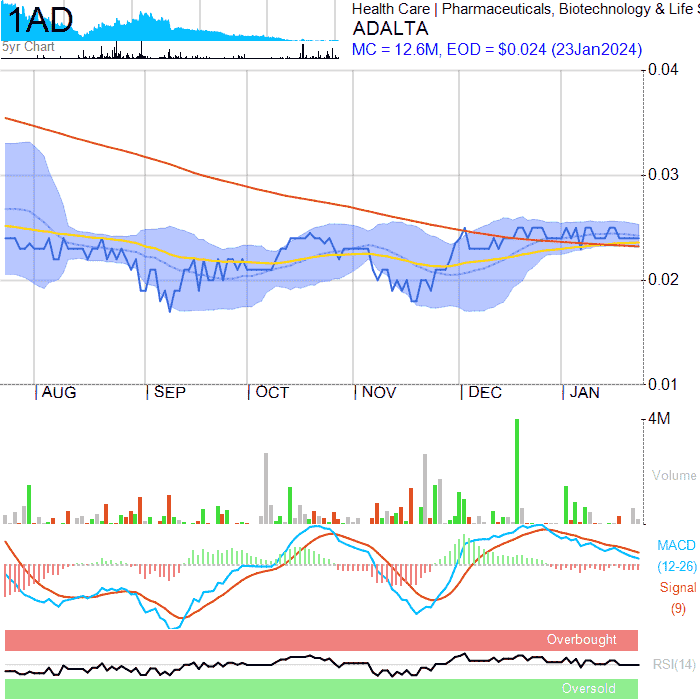 1AD
5yr Chart
Health Care | Pharmaceuticals, Biotechnology & Life S
ADALTA
MC = 12.6M, EOD = $0.024 (23Jan2024)
0.04
0.03
0.02
0.01
AUG SEP OCT NOV DEC JAN
4M
Volume
MACD
(12-26)
Signal
(9)
Overbought
RSI(14)
Oversold